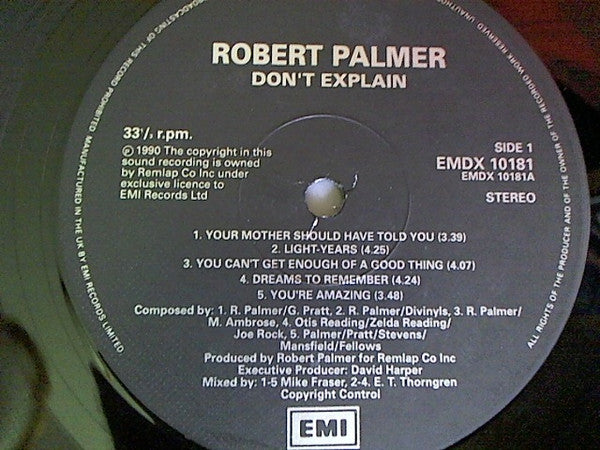 BROADCASTING OF THIS RECORD PROHIBITED MANUFACTURED IN THE UK BY EMI RECORDS LIMITED.
ALL RIGHTS OF THE PRODUCER AND OF THE OWNER OF THE RECORDED WORK RESERVED
ROBERT PALMER
DON'T EXPLAIN
33⅓ r.p.m.
℗ 1990 The copyright in this
sound recording is owned
by Remlap Co Inc under
exclusive licence to
EMI Records Ltd
SIDE 1
EMDX 10181
EMDX 10181A
STEREO
1. YOUR MOTHER SHOULD HAVE TOLD YOU (3.39)
2. LIGHT-YEARS (4.25)
3. YOU CAN'T GET ENOUGH OF A GOOD THING (4.07)
4. DREAMS TO REMEMBER (4.24)
5. YOU'RE AMAZING (3.48)
Composed by: 1. R. Palmer/G. Pratt, 2. R. Palmer/Divinyls, 3. R. Palmer/
M. Ambrose, 4. Otis Reading/Zelda Reading/
Joe Rock, 5. Palmer/Pratt/Stevens/
Mansfield/Fellows
Produced by Robert Palmer for Remlap Co Inc
Executive Producer: David Harper
Mixed by: 1-5 Mike Fraser, 2-4. E. T. Thorngren
Copyright Control
EMI